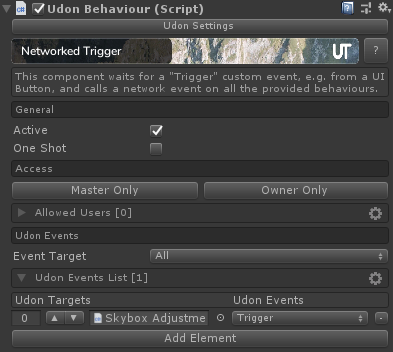 Udon Behaviour (Script)
Udon Settings
Networked Trigger
UT
?
This component waits for a "Trigger" custom event, e.g. from a UI
Button, and calls a network event on all the provided behaviours.
General
Active
One Shot
Access
Master Only Owner Only
Allowed Users [0]
Udon Events
Event Target All
Udon Events List [1]
Udon Targets Udon Events
0 Skybox Adjustme Trigger -
Add Element